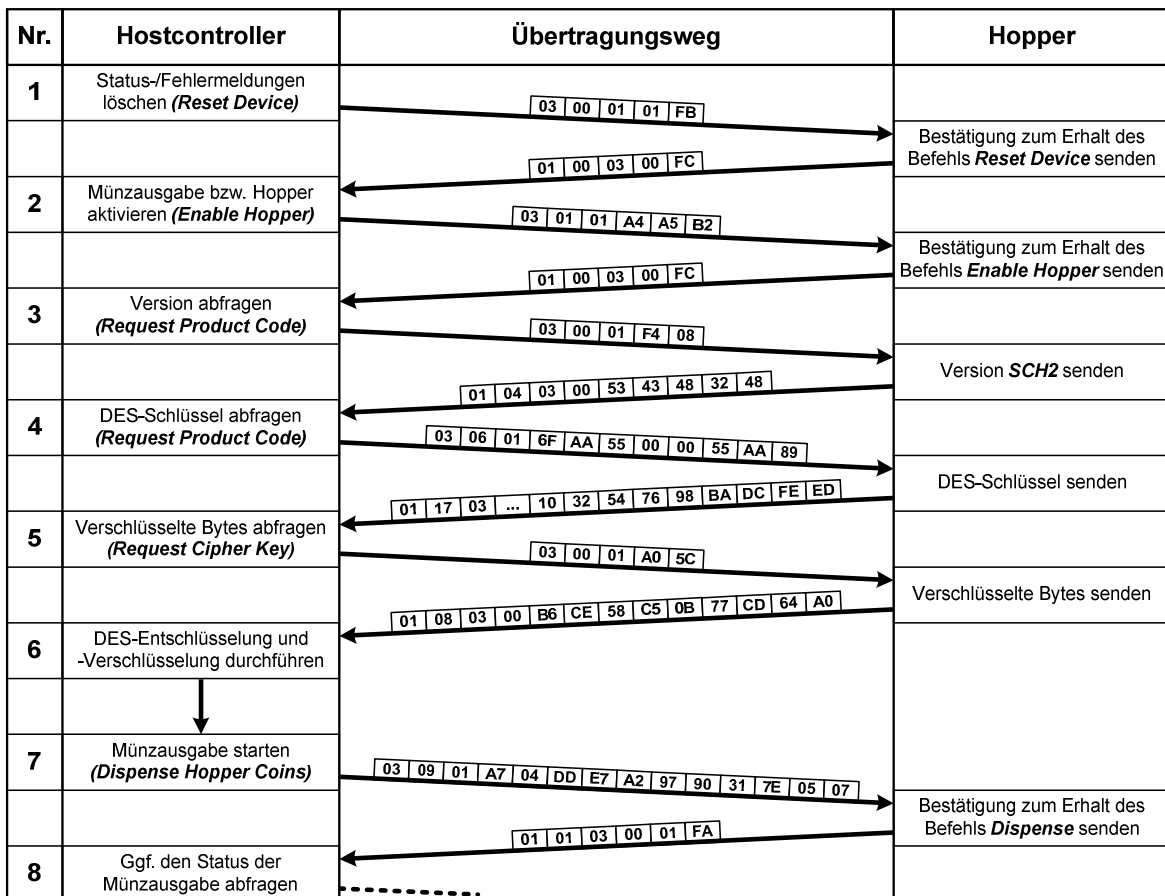 Nr. Hostcontroller Übertragungsweg Hopper
1
Status-/Fehlermeldungen
löschen (Reset Device)
03 00 01 01 FB
Bestätigung zum Erhalt des
Befehls Reset Device senden
01 00 03 00 FC
2
Münzausgabe bzw. Hopper
aktivieren (Enable Hopper)
03 01 01 A4 A5 B2
Bestätigung zum Erhalt des
Befehls Enable Hopper senden
01 00 03 00 FC
3
Version abfragen
(Request Product Code)
03 00 01 F4 08
Version SCH2 senden
01 04 03 00 53 43 48 32 48
4
DES-Schlüssel abfragen
(Request Product Code)
03 06 01 6F AA 55 00 00 55 AA 89
DES-Schlüssel senden
01 17 03 ... 10 32 54 76 98 BA DC FE ED
5
Verschlüsselte Bytes abfragen
(Request Cipher Key)
03 00 01 A0 5C
Verschlüsselte Bytes senden
01 08 03 00 B6 CE 58 C5 0B 77 CD 64 A0
6
DES-Entschlüsselung und
-Verschlüsselung durchführen
7
Münzausgabe starten
(Dispense Hopper Coins)
03 09 01 A7 04 DD E7 A2 97 90 31 7E 05 07
Bestätigung zum Erhalt des
Befehls Dispense senden
01 01 03 00 01 FA
8
Ggf. den Status der
Münzausgabe abfragen